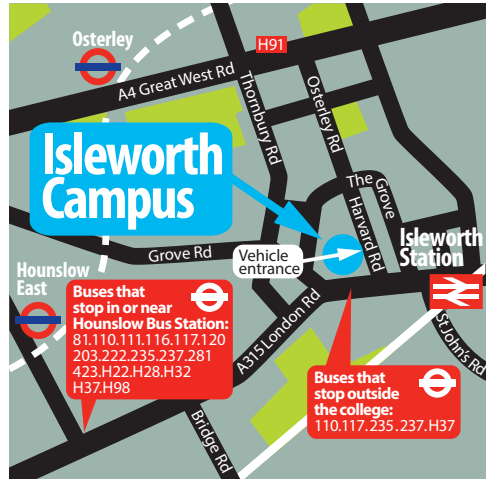 Osterley
H91
A4 Great West Rd
Thornbury Rd
Osterley Rd
Isleworth
Campus
The Grove
Harvard Rd
Isleworth
Station
Grove Rd
Vehicle
entrance
Hounslow
East
Buses that
stop in or near
Hounslow Bus Station:
81.110.111.116.117.120
203.222.235.237.281
423.H22.H28.H32
H37.H98
A315 London Rd
St John's Rd
Buses that
stop outside
the college:
110.117.235.237.H37
Bridge Rd